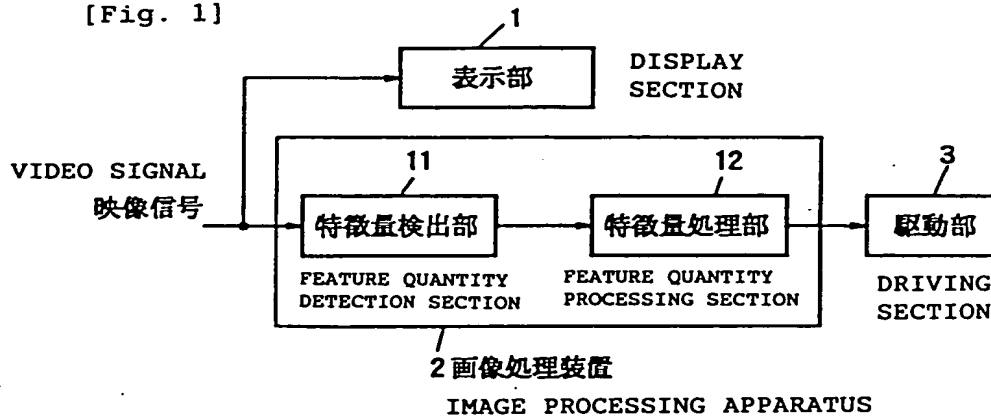 [Fig. 1]
1
表示部
DISPLAY
SECTION
VIDEO SIGNAL
映像信号
11
特徴量検出部
FEATURE QUANTITY
DETECTION SECTION
12
特徴量処理部
FEATURE QUANTITY
PROCESSING SECTION
3
駆動部
DRIVING
SECTION
2 画像処理装置
IMAGE PROCESSING APPARATUS